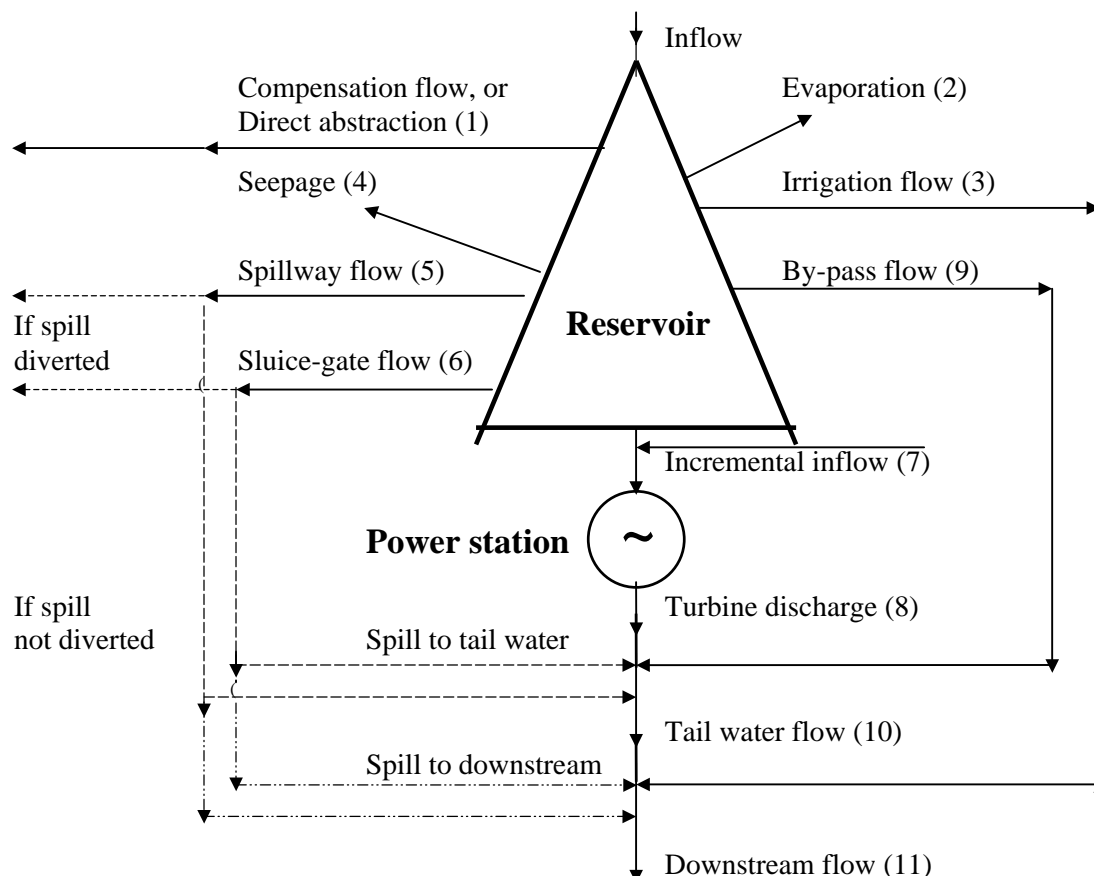 Inflow
Compensation flow, or
Direct abstraction (1)
Evaporation (2)
Seepage (4)
Irrigation flow (3)
Spillway flow (5)
By-pass flow (9)
If spill
diverted
Reservoir
Sluice-gate flow (6)
Incremental inflow (7)
Power station
~
If spill
not diverted
Turbine discharge (8)
Spill to tail water
Tail water flow (10)
Spill to downstream
Downstream flow (11)